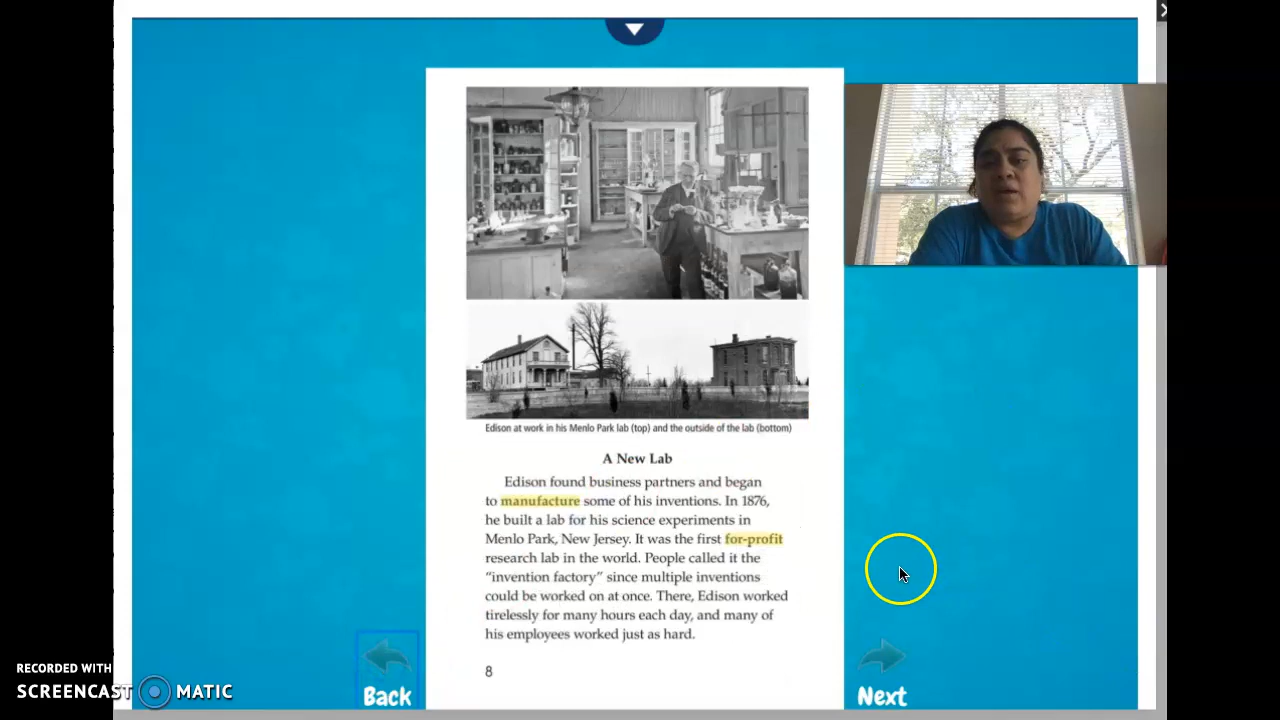 Edison at work in his Menlo Park lab (top) and the outside of the lab (bottom)
A New Lab
Edison found business partners and began
to manufacture some of his inventions. In 1876,
he built a lab for his science experiments in
Menlo Park, New Jersey. It was the first for-profit
research lab in the world. People called it the
“invention factory” since multiple inventions
could be worked on at once. There, Edison worked
tirelessly for many hours each day, and many of
his employees worked just as hard.
8
Back
Next
RECORDED WITH
SCREENCAST MATIC